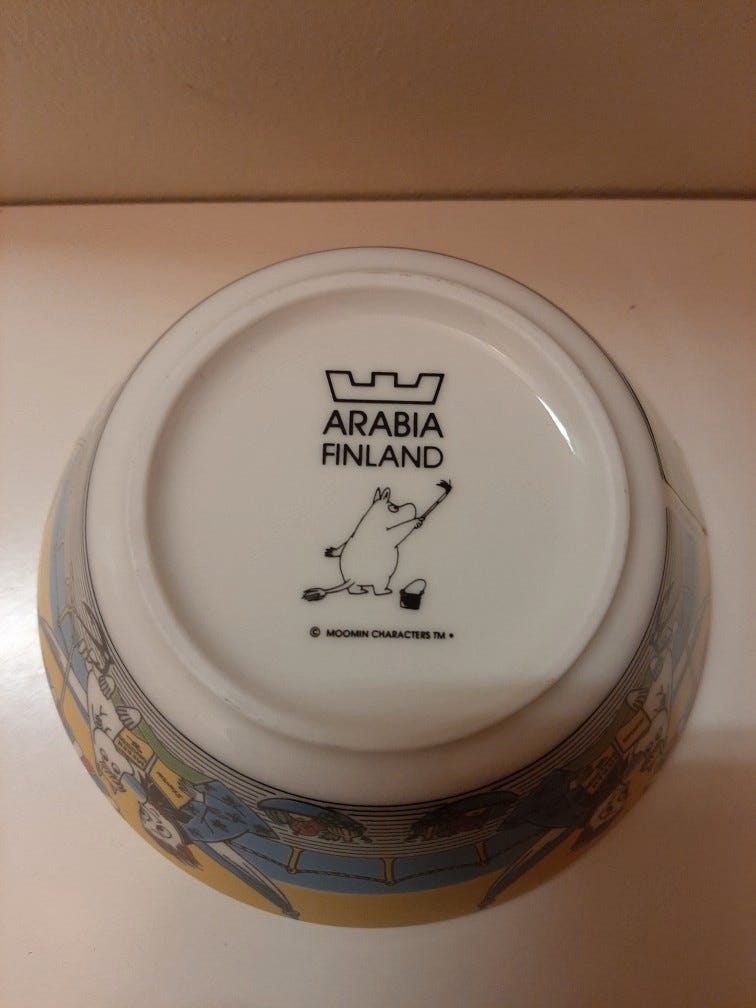 ARABIA
FINLAND
© MOOMIN CHARACTERS TM •